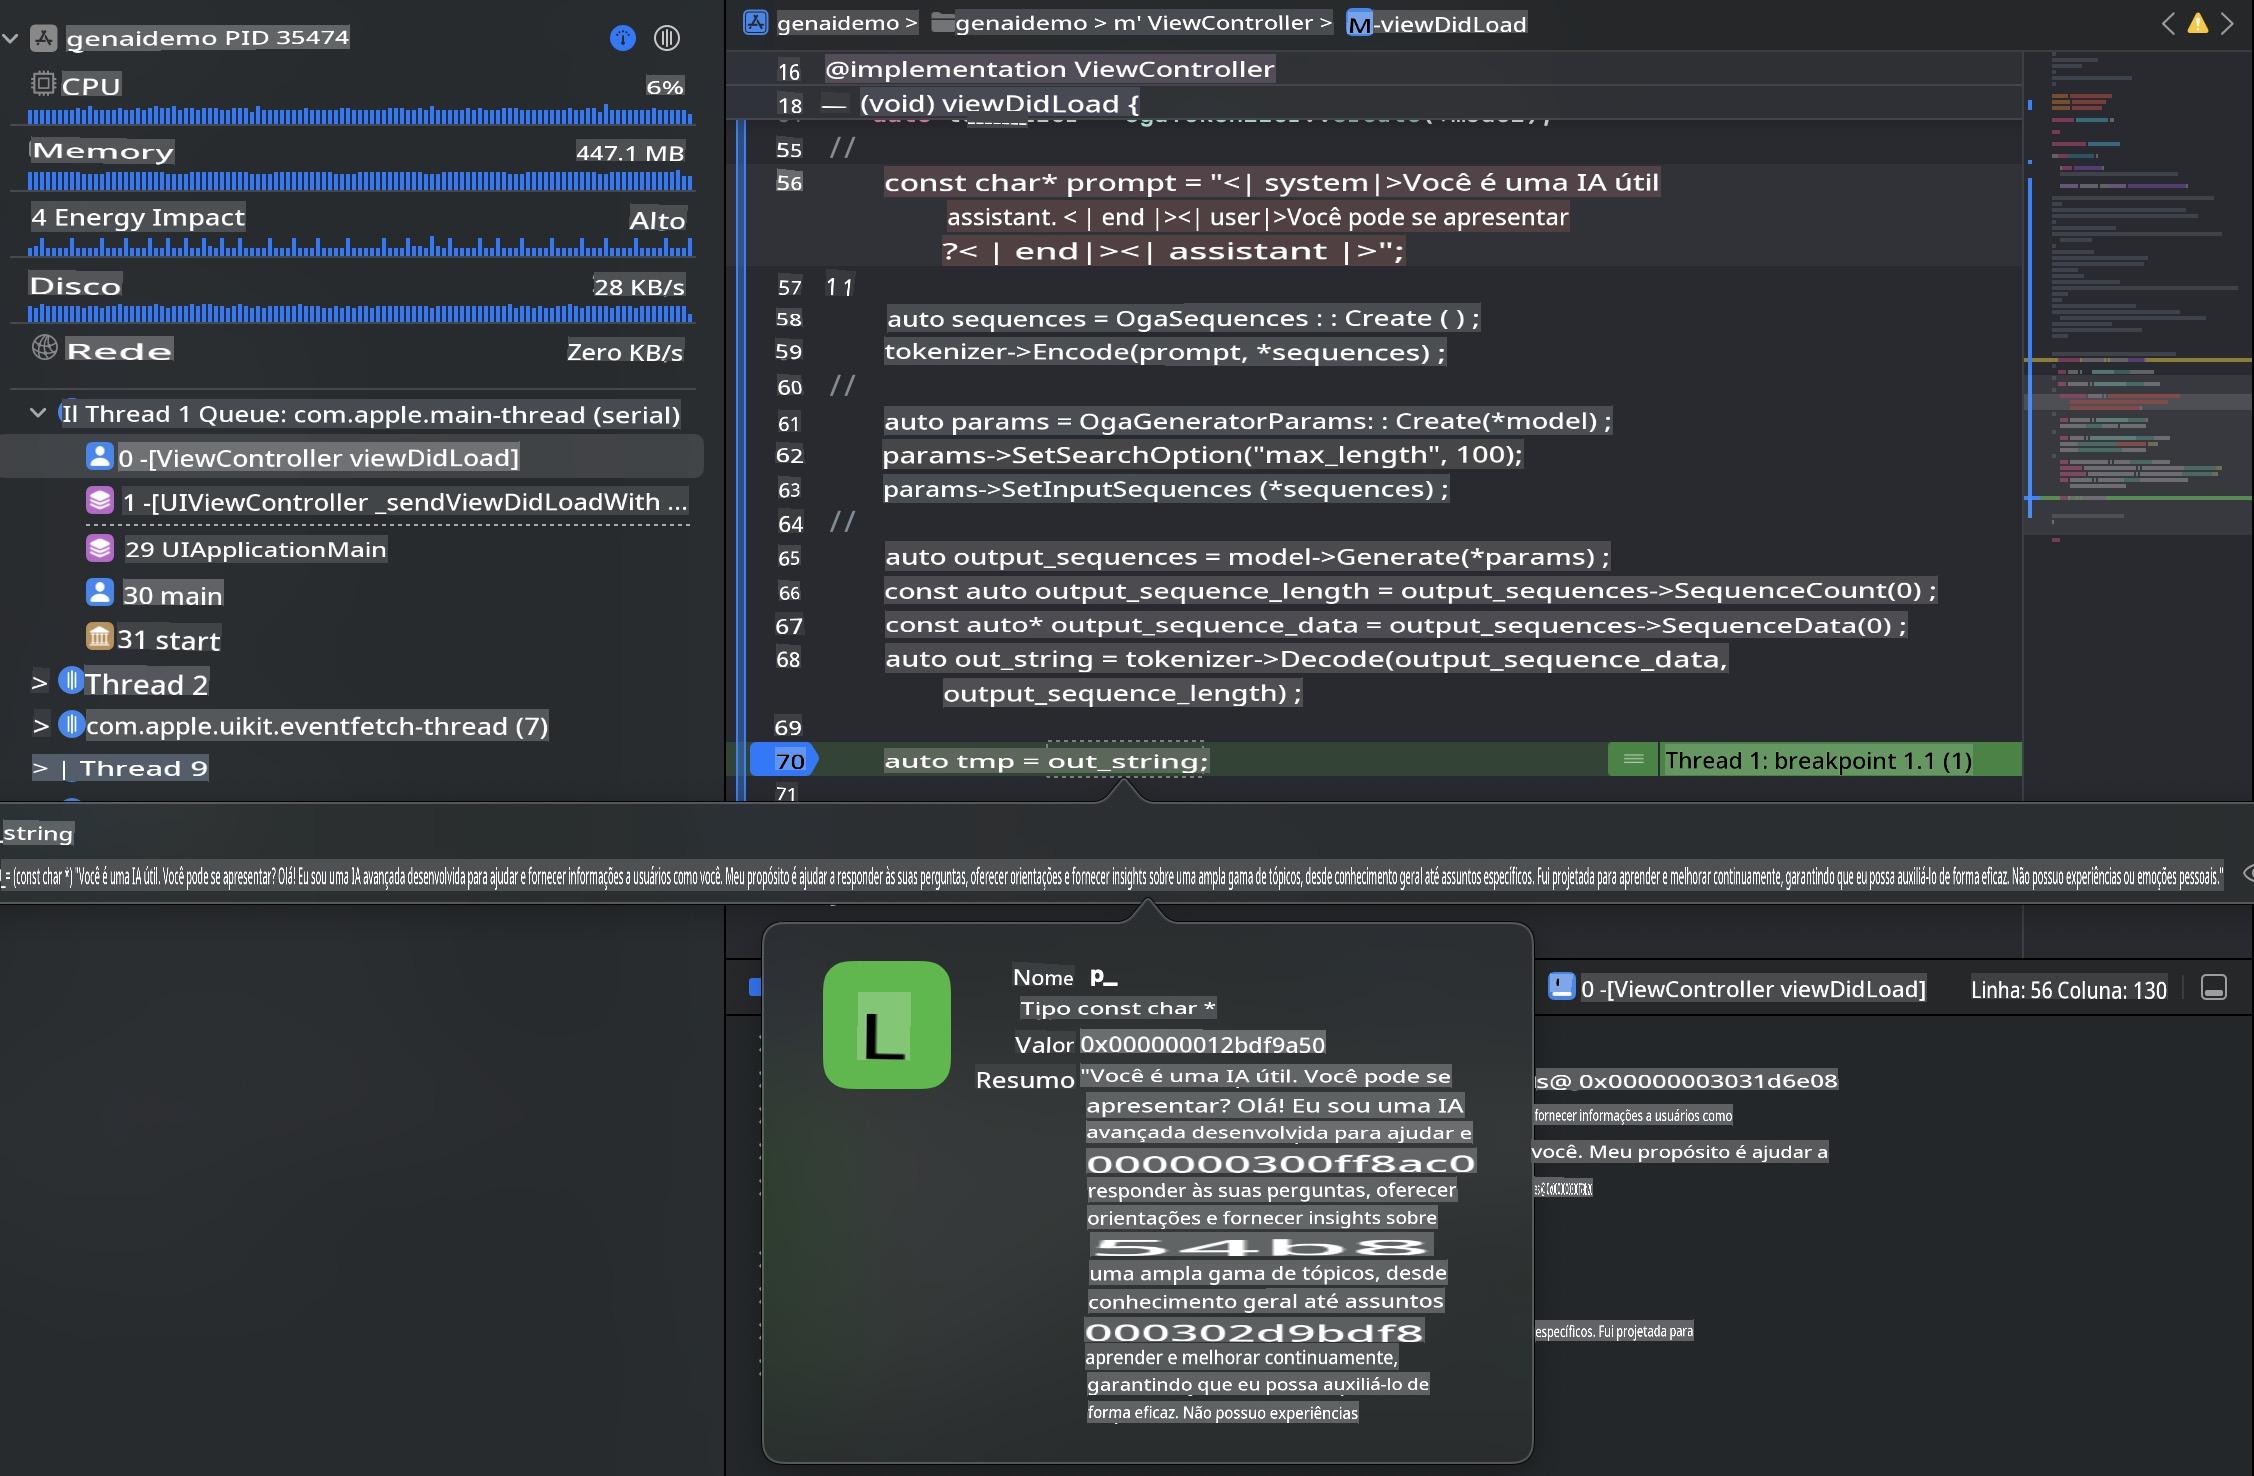 genaidemo PID 35474
CPU
6%
Memory
447.1 MB
4 Energy Impact
Alto
Disco
28 KB/s
Rede
Zero KB/s
Il Thread 1 Queue: com.apple.main-thread (serial)
0 -[ViewController viewDidLoad]
1 -[UIViewController _sendViewDidLoadWith ...
29 UIApplicationMain
30 main
31 start
> Thread 2
> com.apple.uikit.eventfetch-thread (7)
> | Thread 9
genaidemo > genaidemo > m' ViewController > M-viewDidLoad
16 @implementation ViewController
18 — (void) viewDidLoad {
55 //
56 const char* prompt = "<| system|>Você é uma IA útil
assistant. < | end |><| user|>Você pode se apresentar
?< | end|><| assistant |>";
57 11
58 auto sequences = OgaSequences : : Create ( ) ;
59 tokenizer->Encode(prompt, *sequences) ;
60 //
61 auto params = OgaGeneratorParams: : Create(*model) ;
62 params->SetSearchOption("max_length", 100);
63 params->SetInputSequences (*sequences) ;
64 //
65 auto output_sequences = model->Generate(*params) ;
66 const auto output_sequence_length = output_sequences->SequenceCount(0) ;
67 const auto* output_sequence_data = output_sequences->SequenceData(0) ;
68 auto out_string = tokenizer->Decode(output_sequence_data,
output_sequence_length) ;
69
70 auto tmp = out_string;
Thread 1: breakpoint 1.1 (1)
71
_string
_= (const char *) "Você é uma IA útil. Você pode se apresentar? Olá! Eu sou uma IA avançada desenvolvida para ajudar e fornecer informações a usuários como você. Meu propósito é ajudar a responder às suas perguntas, oferecer orientações e fornecer insights sobre uma ampla gama de tópicos, desde conhecimento geral até assuntos específicos. Fui projetada para aprender e melhorar continuamente, garantindo que eu possa auxiliá-lo de forma eficaz. Não possuo experiências ou emoções pessoais."
L
Nome p_
Tipo const char *
Valor 0x000000012bdf9a50
Resumo "Você é uma IA útil. Você pode se
apresentar? Olá! Eu sou uma IA
avançada desenvolvida para ajudar e
000000300ff8ac0
responder às suas perguntas, oferecer
orientações e fornecer insights sobre
54b8
uma ampla gama de tópicos, desde
conhecimento geral até assuntos
000302d9bdf8
aprender e melhorar continuamente,
garantindo que eu possa auxiliá-lo de
forma eficaz. Não possuo experiências
0 -[ViewController viewDidLoad]
Linha: 56 Coluna: 130
s@ 0x00000003031d6e08
fornecer informações a usuários como
você. Meu propósito é ajudar a
específicos. Fui projetada para